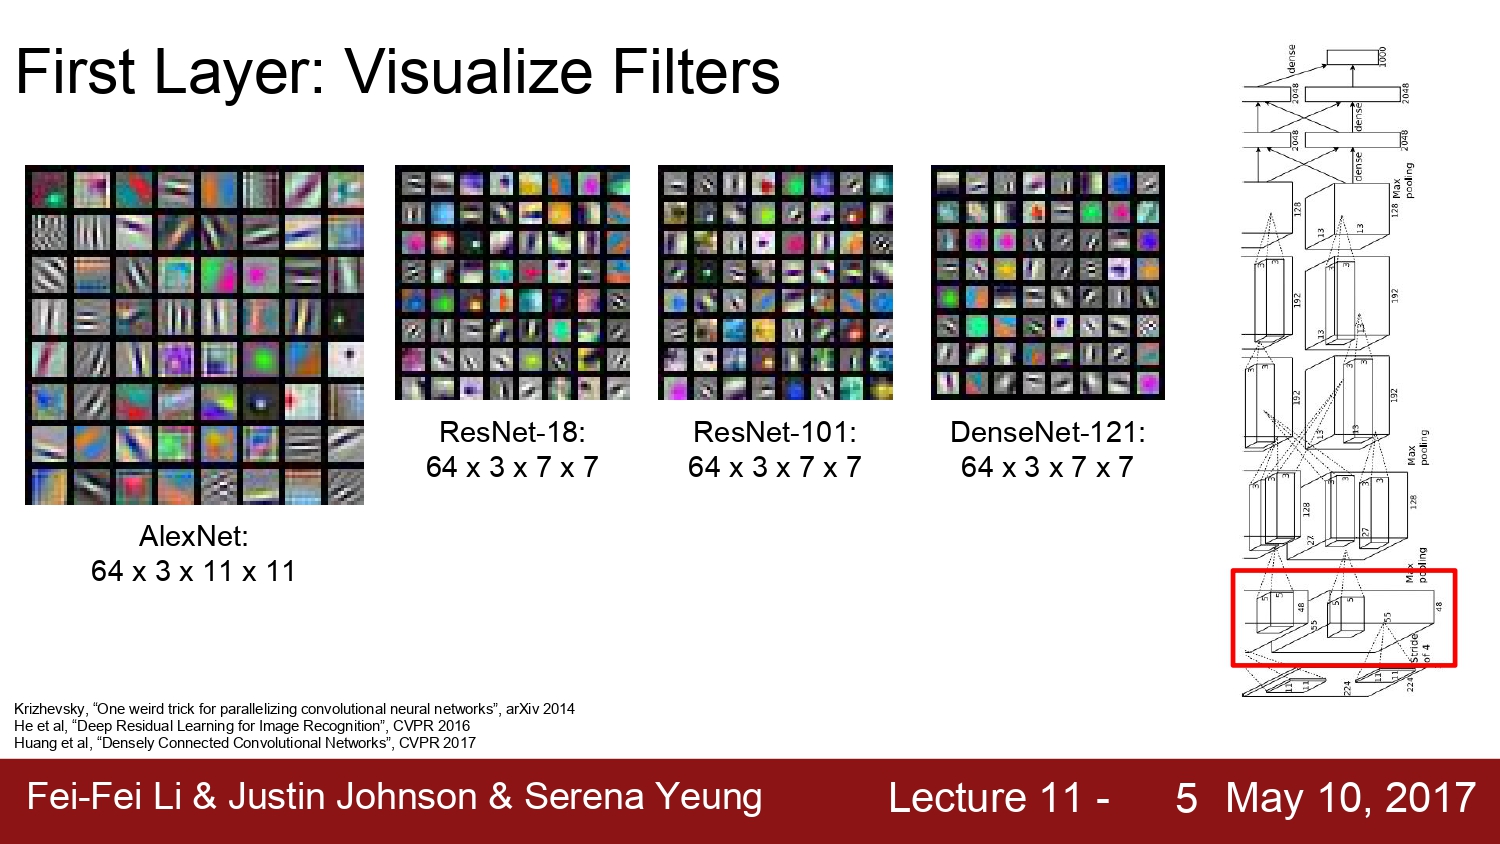 First Layer: Visualize Filters
AlexNet:
64 x 3 x 11 x 11
ResNet-18:
64 x 3 x 7 x 7
ResNet-101:
64 x 3 x 7 x 7
DenseNet-121:
64 x 3 x 7 x 7
dense
1000
2048
2048
dense
2048
2048
dense
Max
pooling
128
128
13
13
3
3
3
3
192
192
13
13
3
3
3
3
192
192
13
13
Max
pooling
3
3
3
3
3
3
3
128
128
27
27
Max
pooling
5
5
5
5
48
48
55
55
Stride
of 4
11
11
11
11
224
224
Krizhevsky, “One weird trick for parallelizing convolutional neural networks”, arXiv 2014
He et al, “Deep Residual Learning for Image Recognition”, CVPR 2016
Huang et al, “Densely Connected Convolutional Networks”, CVPR 2017
Fei-Fei Li & Justin Johnson & Serena Yeung
Lecture 11 - 5 May 10, 2017